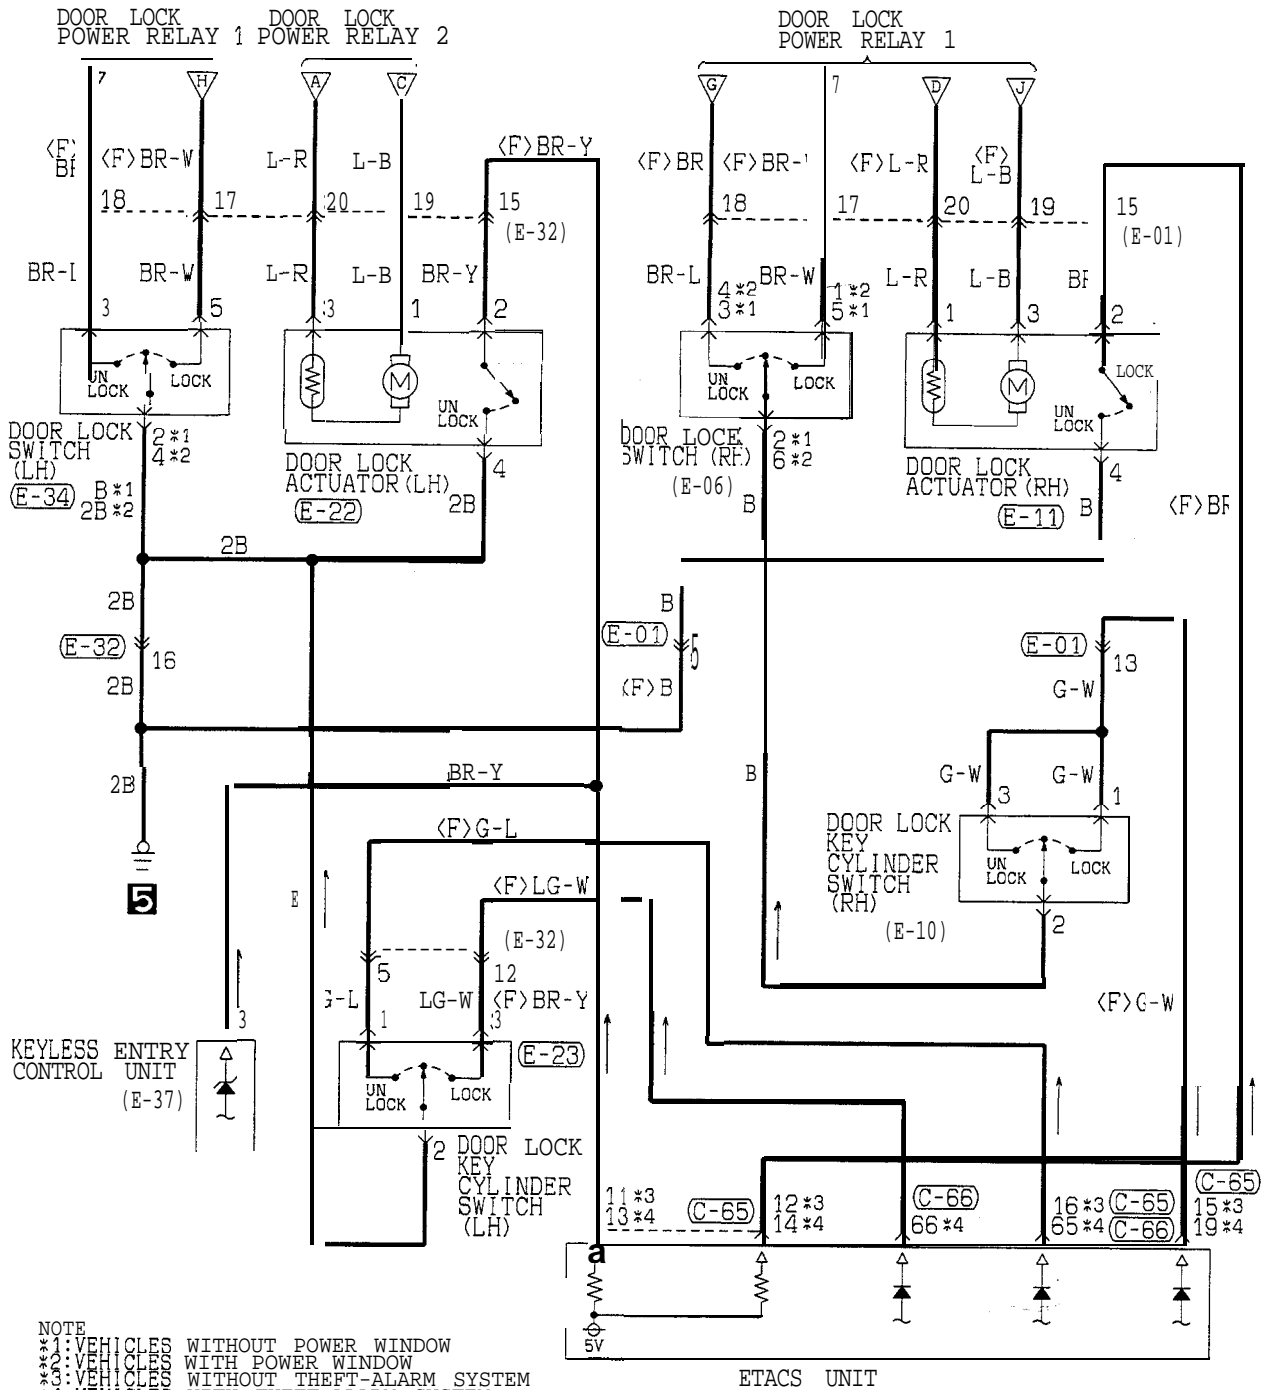 DOOR LOCK DOOR LOCK DOOR LOCK
POWER RELAY 1 POWER RELAY 2 POWER RELAY 1
7 H A C G 7 D J
<F>BR-Y
<F> <F>BR-W L-R L-B <F>BR <F>BR- <F>L-R <F>L-B
18 17 20 19 15 18 17 20 19 15
(E-32) (E-01)
BR-W L-R L-B BR-Y BR-L BR-W L-R L-B
4*2 1*2
3 5 3 1 2 3*1 5*1 1 3 2
UN LOCK LOCK M UN LOCK UN LOCK LOCK M LOCK UN LOCK
DOOR LOCK SWITCH (LH)
2*1
4*2
E-34
B*1
2B*2
DOOR LOCK ACTUATOR(LH)
E-22
4
2B
DOOR LOCK SWITCH (RH)
2*1
6*2
(E-06)
B
DOOR LOCK ACTUATOR(RH)
E-11
4
B
<F>BR
2B
2B B
E-32 16 E-01 E-01 13
2B <F>B G-W
2B BR-Y B G-W G-W
3 1
<F>G-L
DOOR LOCK
KEY
CYLINDER
SWITCH
(RH)
UN LOCK LOCK
(E-10)
2
5
E
<F>LG-W
(E-32)
5 12
LG-W <F>BR-Y
<F>G-W
3 1 3
KEYLESS ENTRY
CONTROL UNIT
(E-37)
E-23
UN LOCK LOCK
2
DOOR LOCK
KEY
CYLINDER
SWITCH
(LH)
11*3
13*4
C-65
12*3
14*4
C-66
66*4
16*3
65*4
C-65
C-66
C-65
15*3
19*4
a
5V
ETACS UNIT
NOTE
*1:VEHICLES WITHOUT POWER WINDOW
*2:VEHICLES WITH POWER WINDOW
*3:VEHICLES WITHOUT THEFT-ALARM SYSTEM